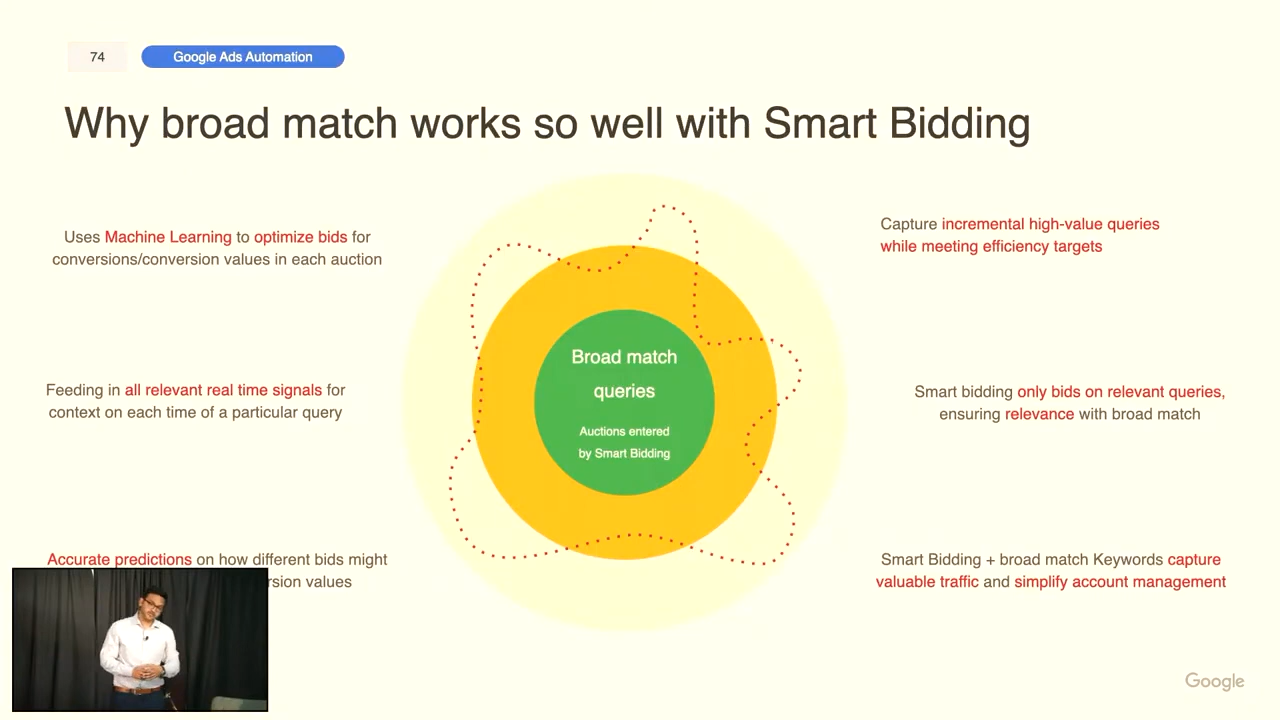 74
Google Ads Automation
Why broad match works so well with Smart Bidding
Uses Machine Learning to optimize bids for
conversions/conversion values in each auction
Feeding in all relevant real time signals for
context on each time of a particular query
Accurate predictions on how different bids might
rsion values
Broad match
queries
Auctions entered
by Smart Bidding
Capture incremental high-value queries
while meeting efficiency targets
Smart bidding only bids on relevant queries,
ensuring relevance with broad match
Smart Bidding + broad match Keywords capture
valuable traffic and simplify account management
Google